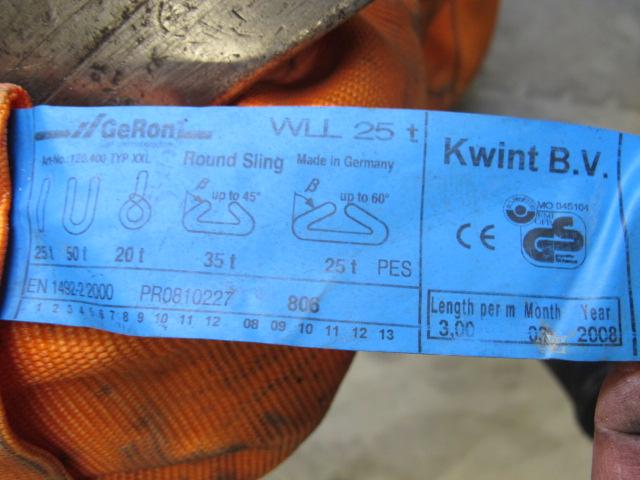 GeRon WLL 25 t
Art-No.: 120.400 TYP XXL Round Sling Made in Germany
β up to 45° β up to 60°
25 t 50 t 20 t 35 t 25 t PES
EN 1492-2 2000 PR0810227 806
1 2 3 4 5 6 7 8 9 10 11 12 08 09 10 11 12 13
Kwint B.V.
MO 045104
CE GS
Length per m Month Year
3,00 2008